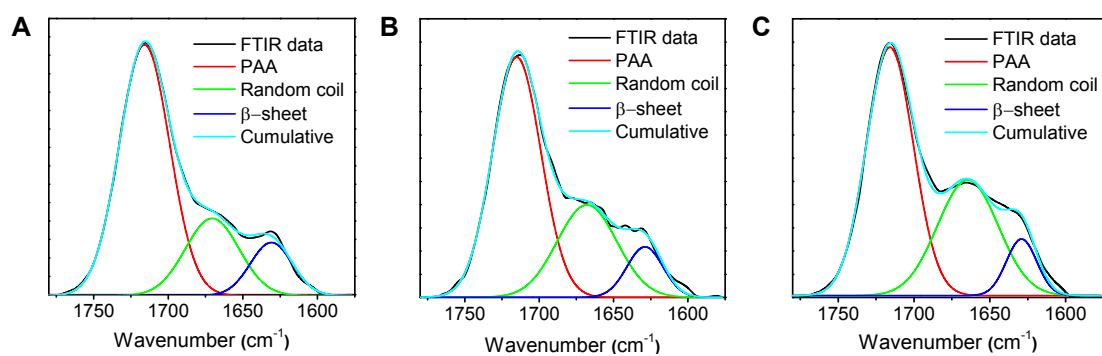 A
FTIR data
PAA
Random coil
β–sheet
Cumulative
1750 1700 1650 1600
Wavenumber (cm-1)
B
FTIR data
PAA
Random coil
β–sheet
Cumulative
1750 1700 1650 1600
Wavenumber (cm-1)
C
FTIR data
PAA
Random coil
β–sheet
Cumulative
1750 1700 1650 1600
Wavenumber (cm-1)